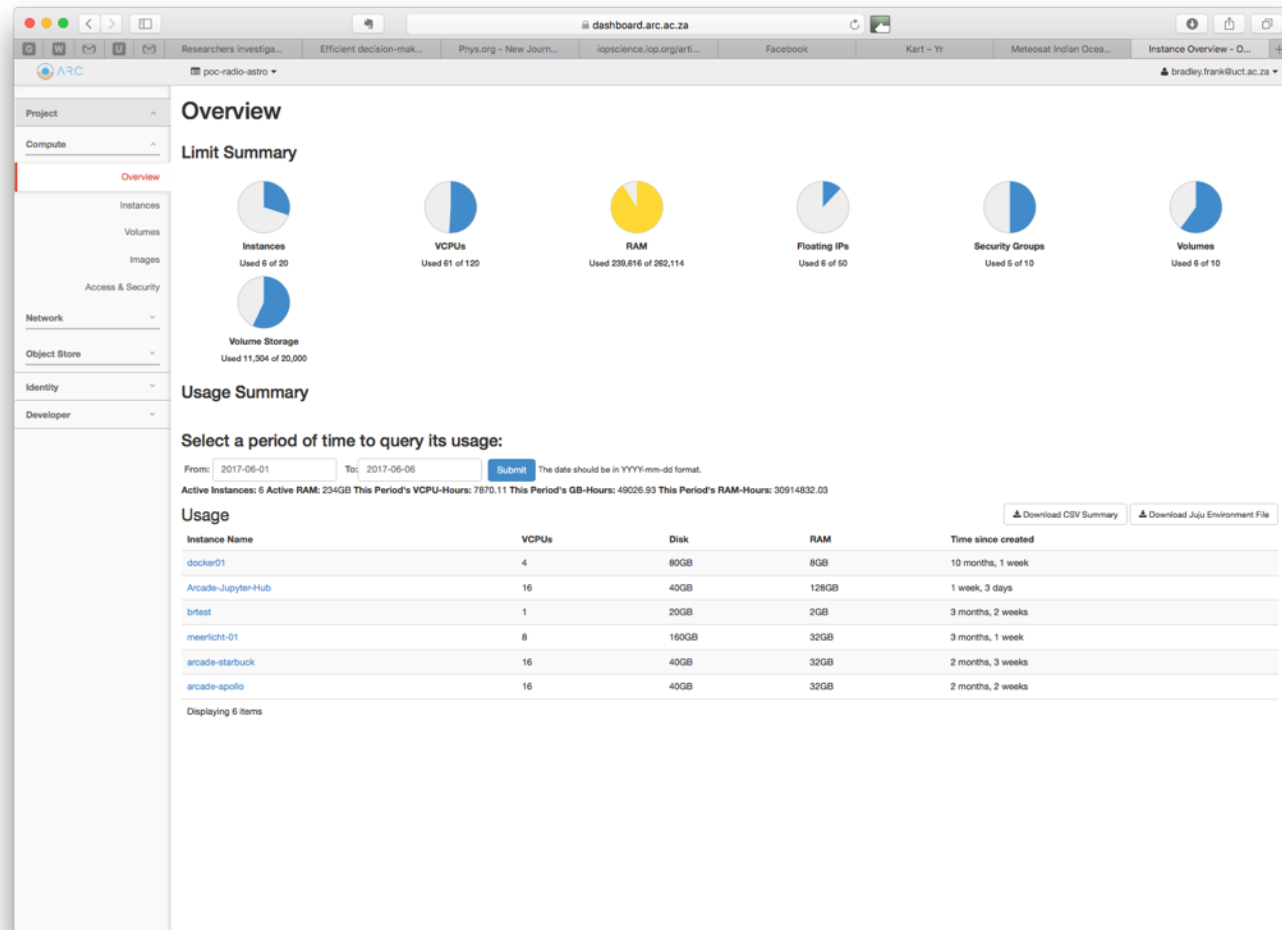 dashboard.arc.ac.za
G W U Researchers investiga... Efficient decision-mak... Phys.org - New Journ... iopscience.iop.org/arti... Facebook Kart – Yr Meteosat Indian Ocea... Instance Overview - O... +
ARC poc-radio-astro bradley.frank@uct.ac.za
Project
Compute
Overview
Instances
Volumes
Images
Access & Security
Network
Object Store
Identity
Developer
Overview
Limit Summary
Instances
Used 6 of 20
VCPUs
Used 61 of 120
RAM
Used 239,616 of 262,114
Floating IPs
Used 6 of 50
Security Groups
Used 5 of 10
Volumes
Used 6 of 10
Volume Storage
Used 11,304 of 20,000
Usage Summary
Select a period of time to query its usage:
From: 2017-06-01 To: 2017-06-06 Submit The date should be in YYYY-mm-dd format.
Active Instances: 6 Active RAM: 234GB This Period's VCPU-Hours: 7870.11 This Period's GB-Hours: 49026.93 This Period's RAM-Hours: 30914832.03
Usage Download CSV Summary Download Juju Environment File
Instance Name VCPUs Disk RAM Time since created
docker01 4 80GB 8GB 10 months, 1 week
Arcade-Jupyter-Hub 16 40GB 128GB 1 week, 3 days
brtest 1 20GB 2GB 3 months, 2 weeks
meerlicht-01 8 160GB 32GB 3 months, 1 week
arcade-starbuck 16 40GB 32GB 2 months, 3 weeks
arcade-apollo 16 40GB 32GB 2 months, 2 weeks
Displaying 6 items